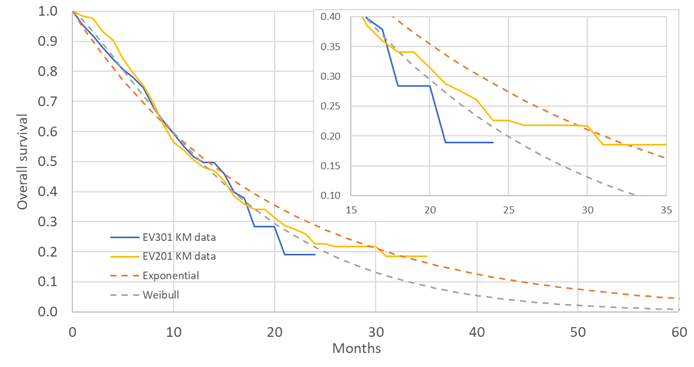 1.0
0.9
0.8
0.7
0.6
0.5
0.4
0.3
0.2
0.1
0.0
Overall survival
0 10 20 30 40 50 60
Months
EV301 KM data
EV201 KM data
Exponential
Weibull
0.40
0.35
0.30
0.25
0.20
0.15
0.10
15 20 25 30 35